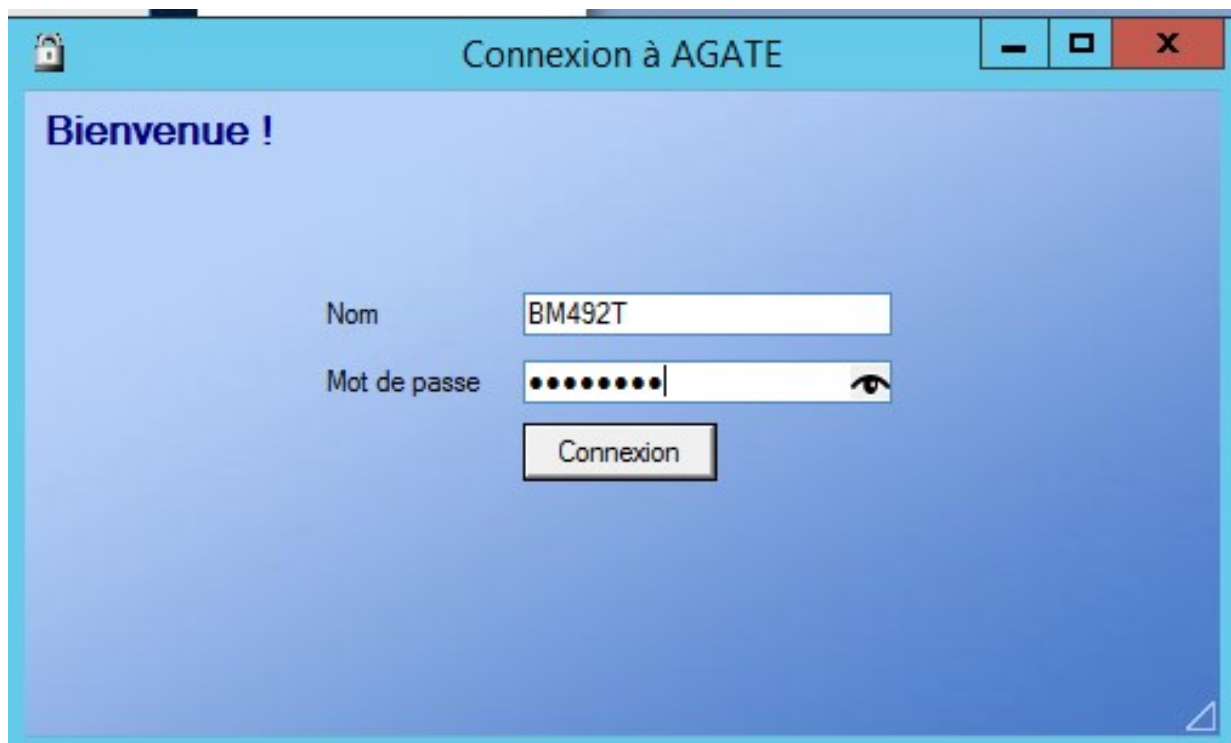 Connexion à AGATE
Bienvenue !
Nom BM492T
Mot de passe ••••••••
Connexion